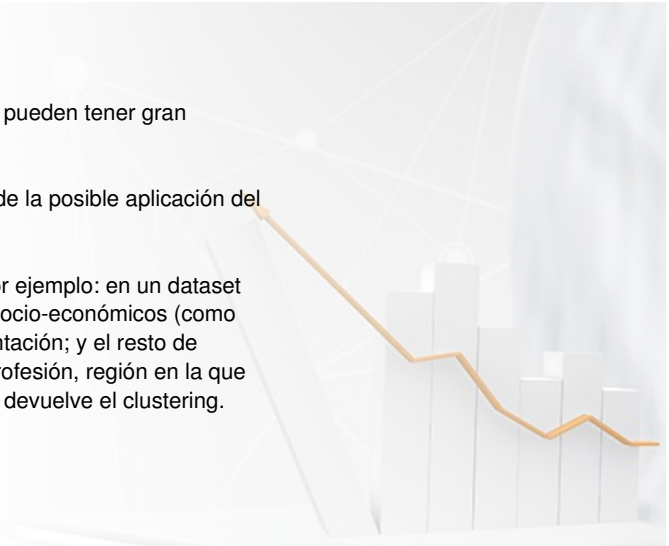 pueden tener gran
de la posible aplicación del
r ejemplo: en un dataset
ocio-económicos (como
ntación; y el resto de
rofesión, región en la que
devuelve el clustering.